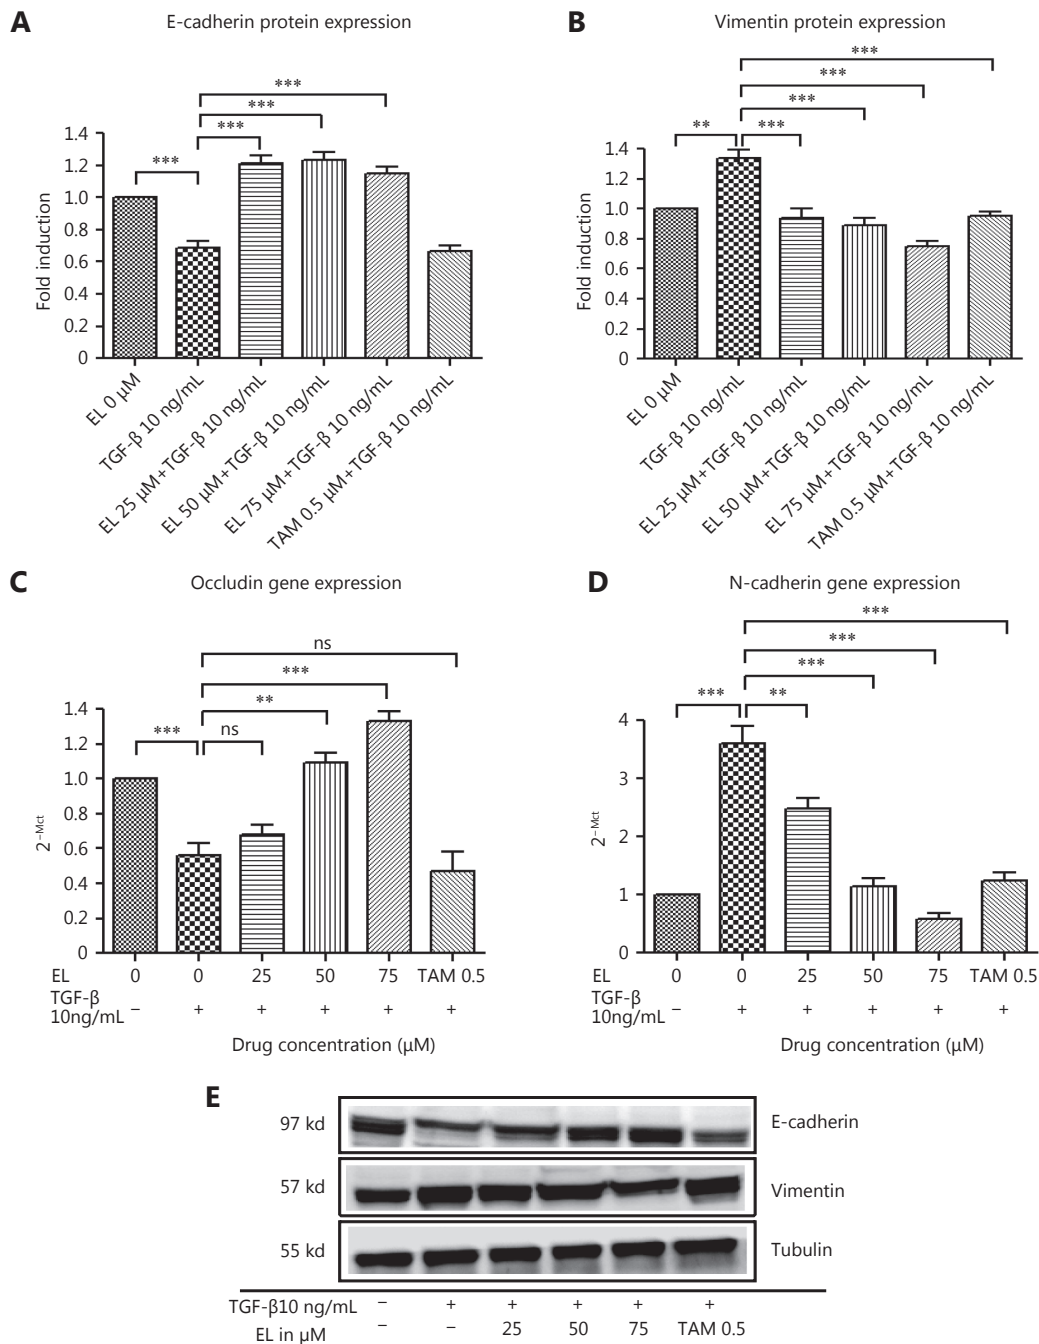 A
E-cadherin protein expression
***
***
***
***
1.4
1.2
1.0
0.8
0.6
0.4
0.2
0
Fold induction
EL 0 μM
TGF-β 10 ng/mL
EL 25 μM+TGF-β 10 ng/mL
EL 50 μM+TGF-β 10 ng/mL
EL 75 μM+TGF-β 10 ng/mL
TAM 0.5 μM+TGF-β 10 ng/mL
B
Vimentin protein expression
***
***
***
** ***
1.4
1.2
1.0
0.8
0.6
0.4
0.2
0
Fold induction
EL 0 μM
TGF-β 10 ng/mL
EL 25 μM+TGF-β 10 ng/mL
EL 50 μM+TGF-β 10 ng/mL
EL 75 μM+TGF-β 10 ng/mL
TAM 0.5 μM+TGF-β 10 ng/mL
C
Occludin gene expression
ns
***
**
*** ns
1.4
1.2
1.0
0.8
0.6
0.4
0.2
0
2−Mct
EL 0 0 25 50 75 TAM 0.5
TGF-β
10ng/mL − + + + + +
Drug concentration (μM)
D
N-cadherin gene expression
***
***
***
*** **
4
3
2
1
0
2−Mct
EL 0 0 25 50 75 TAM 0.5
TGF-β
10ng/mL − + + + + +
Drug concentration (μM)
E
97 kd E-cadherin
57 kd Vimentin
55 kd Tubulin
TGF-β10 ng/mL − + + + + +
EL in μM − − 25 50 75 TAM 0.5